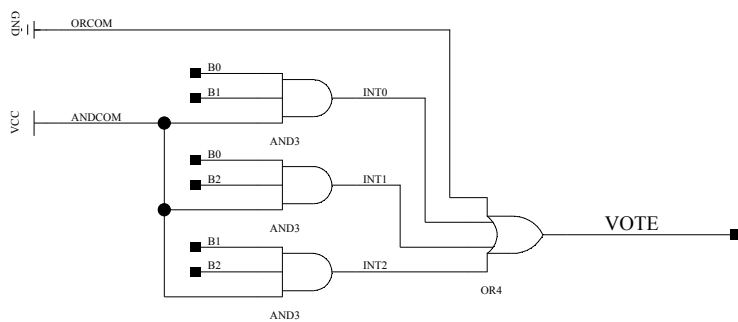 GND
ORCOM
B0
B1
INT0
VCC
ANDCOM
AND3
B0
B2
INT1
AND3
VOTE
B1
B2
INT2
OR4
AND3